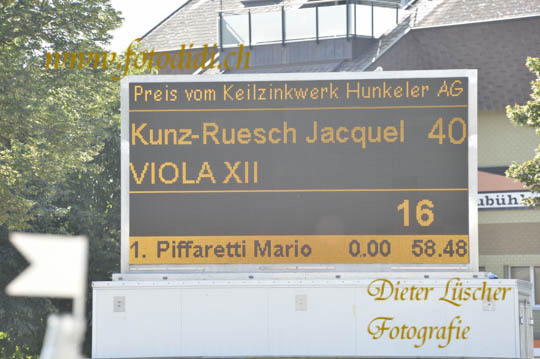 www.fotodidi.ch
Preis vom Keilzinkwerk Hunkeler AG
Kunz-Ruesch Jacquel 40
VIOLA XII
16
1. Piffaretti Mario 0.00 58.48
ubühl
Dieter Lüscher
Fotografie